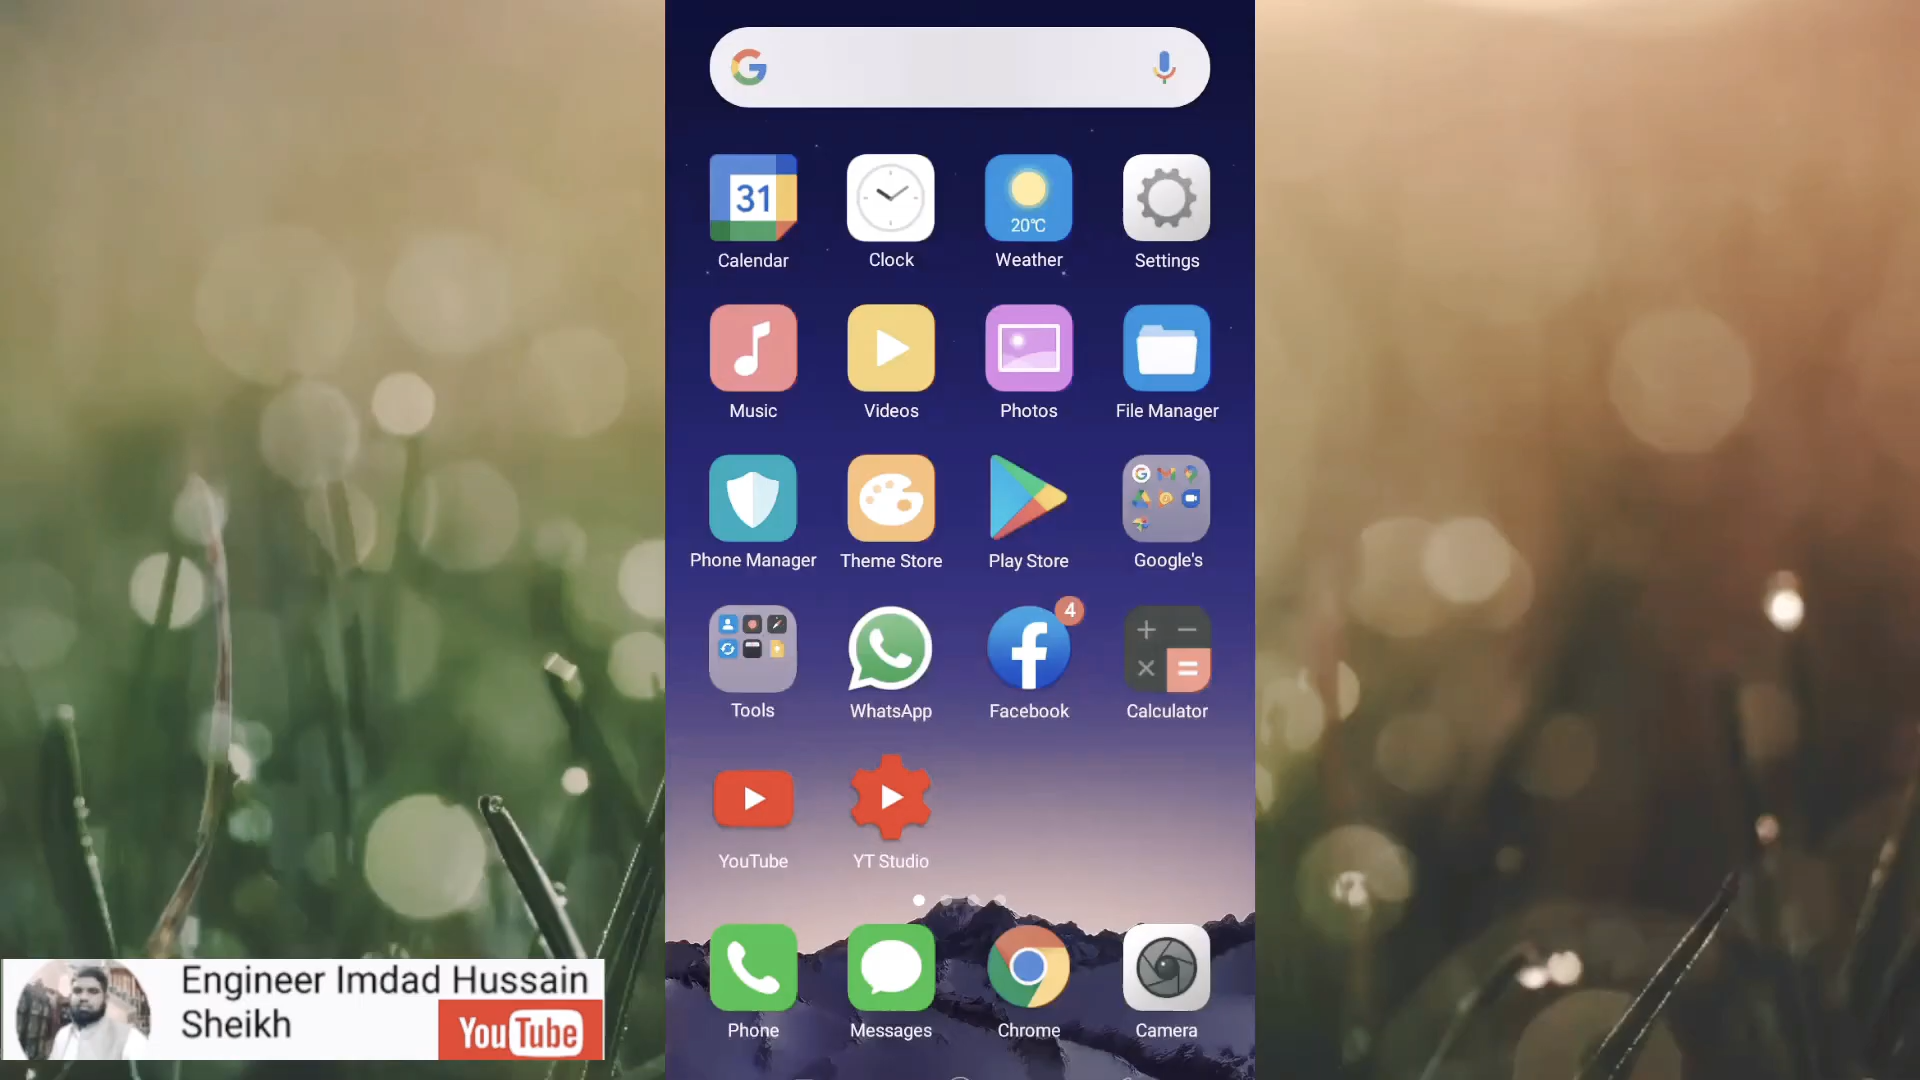 31
20°C
Calendar
Clock
Weather
Settings
Music
Videos
Photos
File Manager
Phone Manager
Theme Store
Play Store
Google's
4
Tools
WhatsApp
Facebook
Calculator
YouTube
YT Studio
Phone
Messages
Chrome
Camera
Engineer Imdad Hussain
Sheikh
YouTube